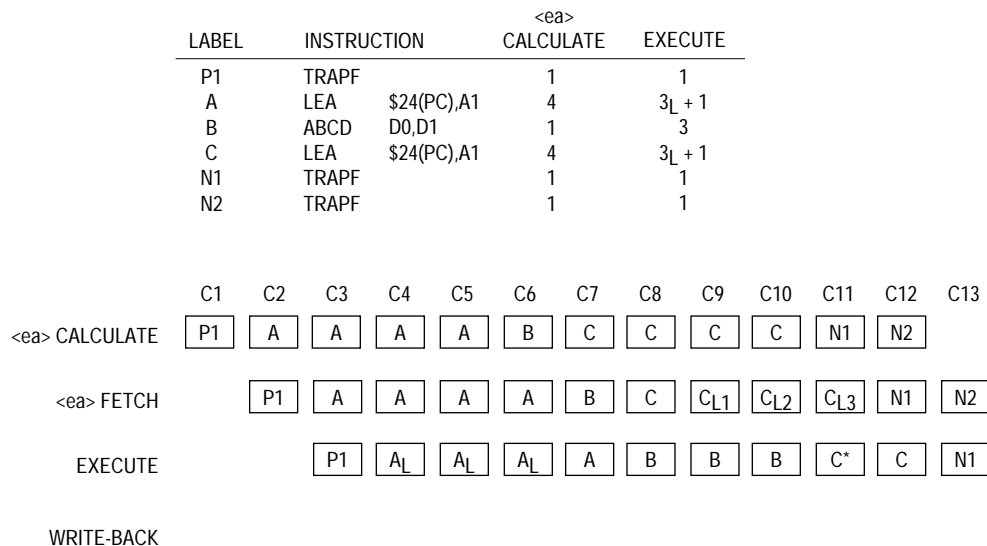 <ea>
LABEL INSTRUCTION CALCULATE EXECUTE
P1 TRAPF 1 1
A LEA $24(PC),A1 4 3L + 1
B ABCD D0,D1 1 3
C LEA $24(PC),A1 4 3L + 1
N1 TRAPF 1 1
N2 TRAPF 1 1
C1 C2 C3 C4 C5 C6 C7 C8 C9 C10 C11 C12 C13
<ea> CALCULATE P1 A A A A B C C C C N1 N2
<ea> FETCH P1 A A A A B C CL1 CL2 CL3 N1 N2
EXECUTE P1 AL AL AL A B B B C* C N1
WRITE-BACK